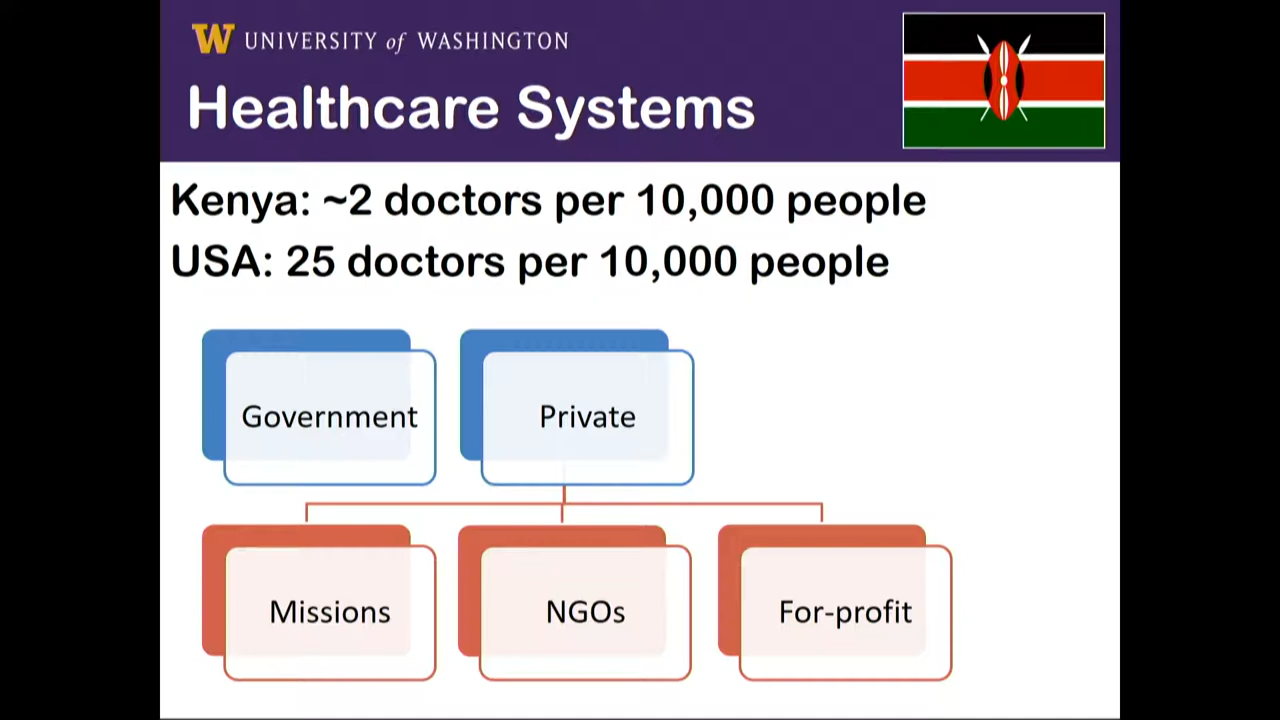 W UNIVERSITY of WASHINGTON
Healthcare Systems
Kenya: ~2 doctors per 10,000 people
USA: 25 doctors per 10,000 people
Government Private
Missions NGOs For-profit